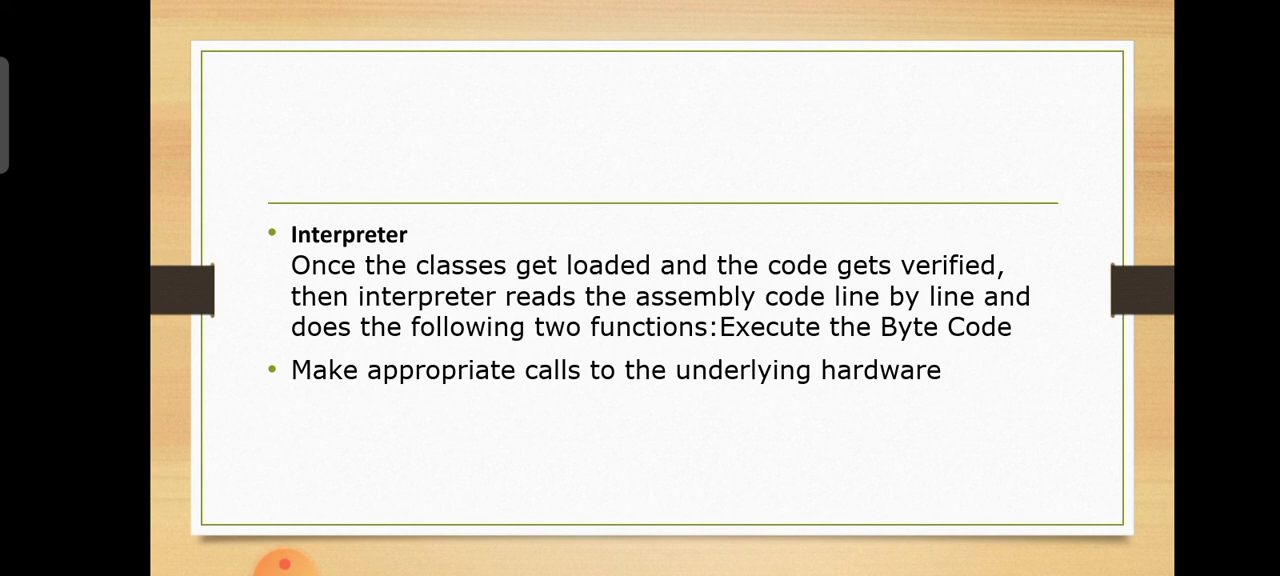 Interpreter
Once the classes get loaded and the code gets verified,
then interpreter reads the assembly code line by line and
does the following two functions:Execute the Byte Code
Make appropriate calls to the underlying hardware